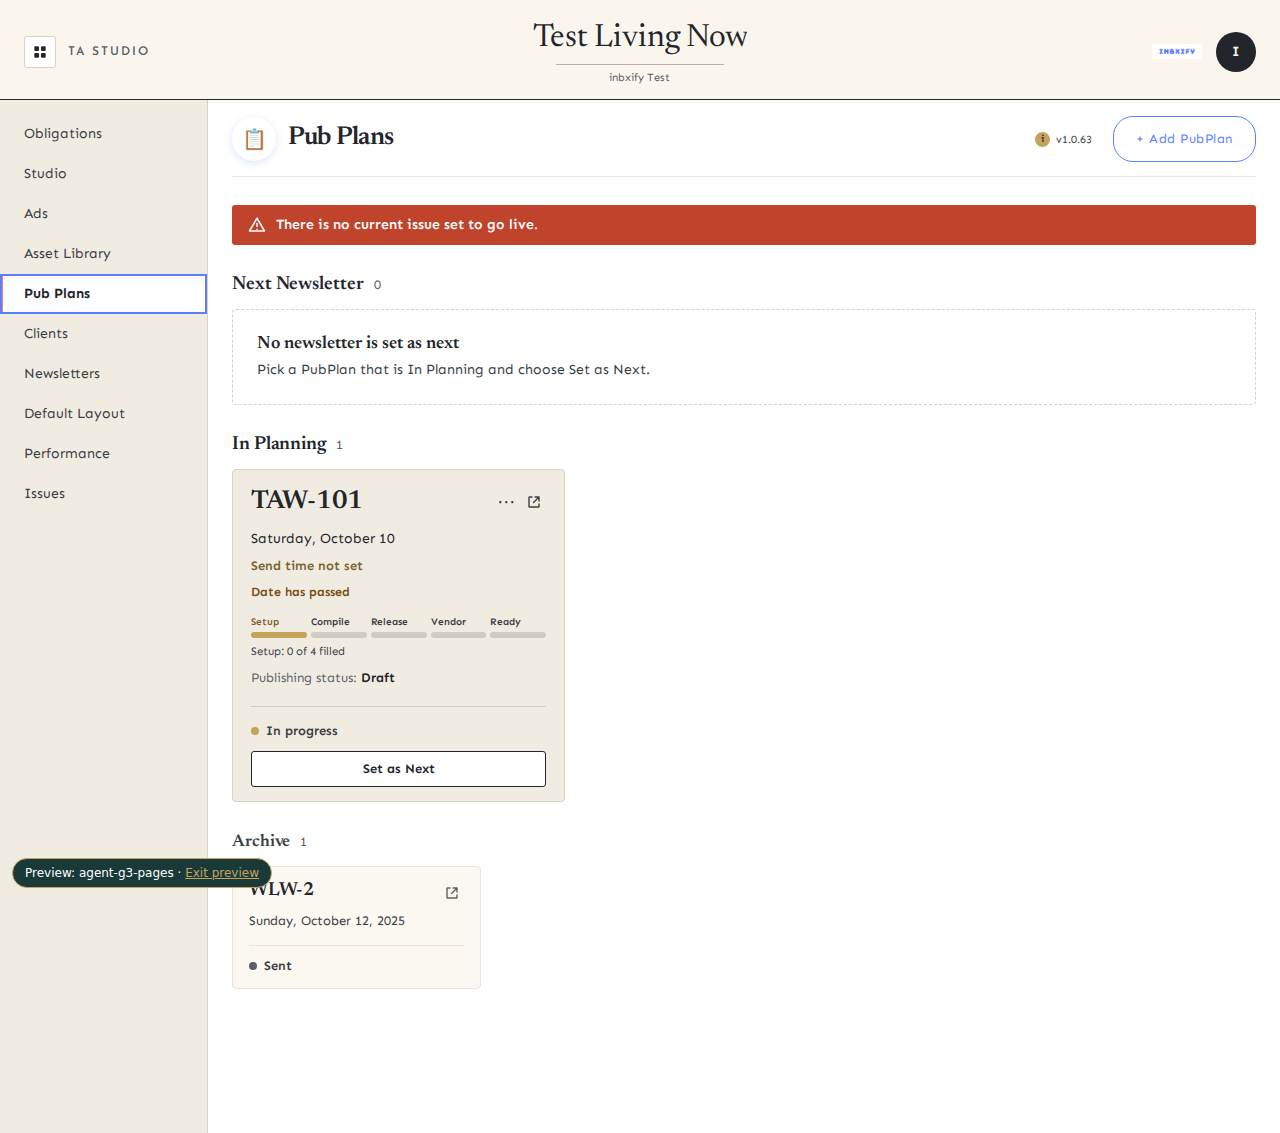 TA STUDIO
Test Living Now
inbxify Test
INBXIFY
I
Obligations
Studio
Ads
Asset Library
Pub Plans
Clients
Newsletters
Default Layout
Performance
Issues
Pub Plans
v1.0.63
+ Add PubPlan
There is no current issue set to go live.
Next Newsletter 0
No newsletter is set as next
Pick a PubPlan that is In Planning and choose Set as Next.
In Planning 1
TAW-101
Saturday, October 10
Send time not set
Date has passed
Setup Compile Release Vendor Ready
Setup: 0 of 4 filled
Publishing status: Draft
In progress
Set as Next
Archive 1
Preview: agent-g3-pages · Exit preview
WLW-2
Sunday, October 12, 2025
Sent